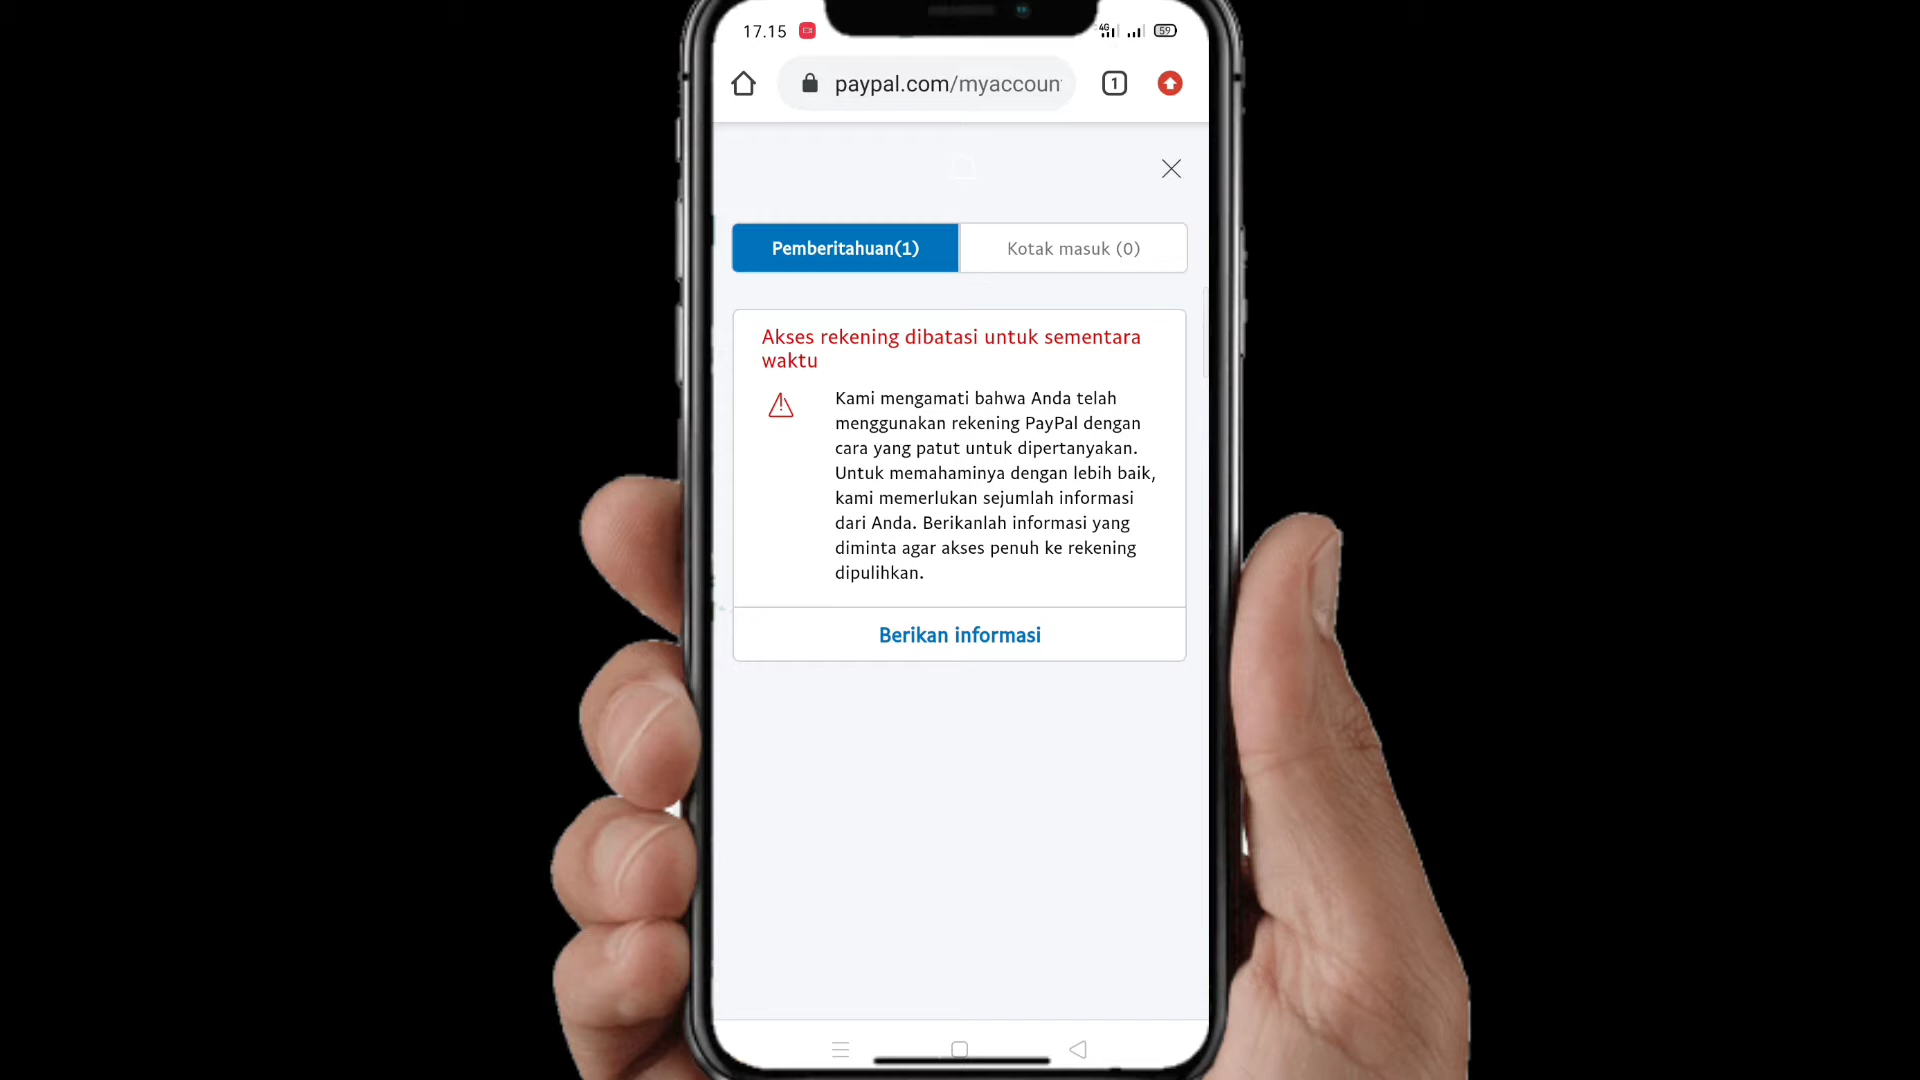 17.15
4G
59
paypal.com/myaccoun
1
Pemberitahuan(1)
Kotak masuk (0)
Akses rekening dibatasi untuk sementara
waktu
Kami mengamati bahwa Anda telah
menggunakan rekening PayPal dengan
cara yang patut untuk dipertanyakan.
Untuk memahaminya dengan lebih baik,
kami memerlukan sejumlah informasi
dari Anda. Berikanlah informasi yang
diminta agar akses penuh ke rekening
dipulihkan.
Berikan informasi